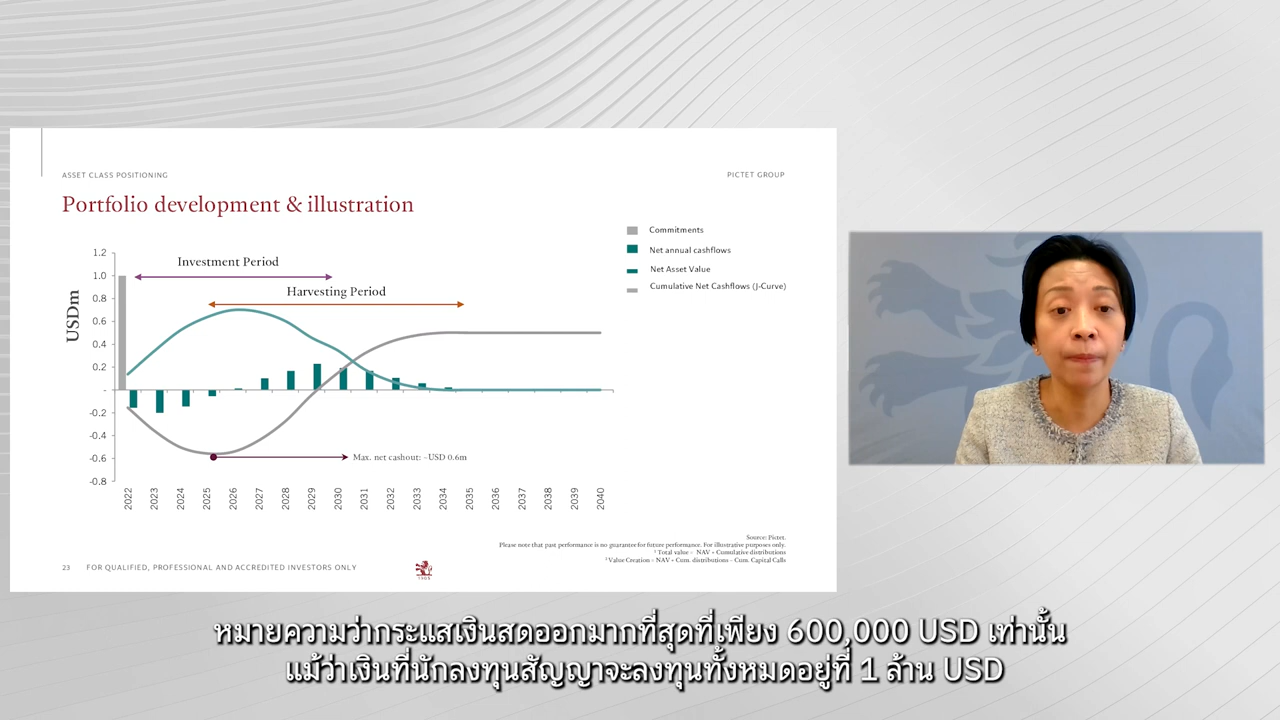 ASSET CLASS POSITIONING
PICTET GROUP
Portfolio development & illustration
Commitments
Net annual cashflows
Net Asset Value
Cumulative Net Cashflows (J-Curve)
USDm
1.2
1.0
0.8
0.6
0.4
0.2
-
-0.2
-0.4
-0.6
-0.8
Investment Period
Harvesting Period
Max. net cashout: ~USD 0.6m
2022 2023 2024 2025 2026 2027 2028 2029 2030 2031 2032 2033 2034 2035 2036 2037 2038 2039 2040
Source: Pictet.
Please note that past performance is no guarantee for future performance. For illustrative purposes only.
¹ Total value = NAV + Cumulative distributions
² Value Creation = NAV + Cum. distributions – Cum. Capital Calls
23 FOR QUALIFIED, PROFESSIONAL AND ACCREDITED INVESTORS ONLY
หมายความว่ากระแสเงินสดออกมากที่สุดที่เพียง 600,000 USD เท่านั้น
แม้ว่าเงินที่นักลงทุนสัญญาจะลงทุนทั้งหมดอยู่ที่ 1 ล้าน USD